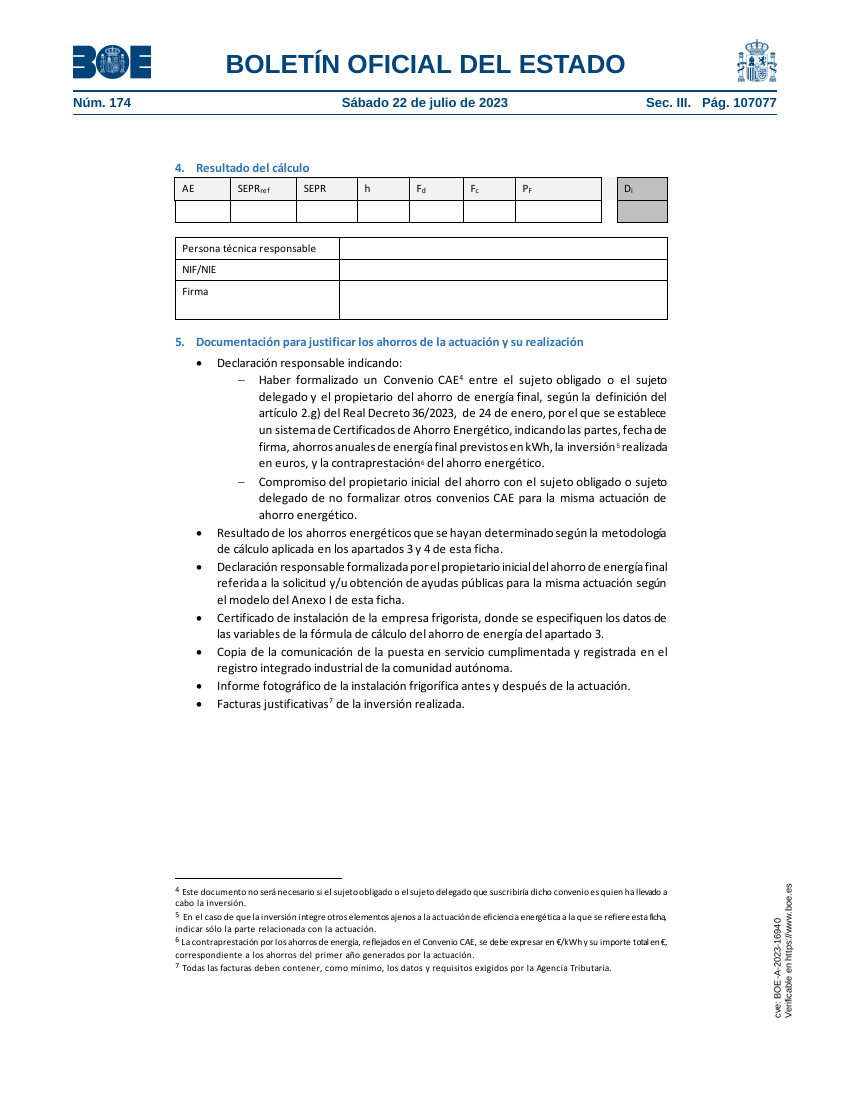 BOE
BOLETÍN OFICIAL DEL ESTADO
Núm. 174 Sábado 22 de julio de 2023 Sec. III. Pág. 107077
4. Resultado del cálculo
AE SEPRref SEPR h Fd Fc PF Di
Persona técnica responsable
NIF/NIE
Firma
5. Documentación para justificar los ahorros de la actuación y su realización
• Declaración responsable indicando:
– Haber formalizado un Convenio CAE4 entre el sujeto obligado o el sujeto
delegado y el propietario del ahorro de energía final, según la definición del
artículo 2.g) del Real Decreto 36/2023, de 24 de enero, por el que se establece
un sistema de Certificados de Ahorro Energético, indicando las partes, fecha de
firma, ahorros anuales de energía final previstos en kWh, la inversión5 realizada
en euros, y la contraprestación6 del ahorro energético.
– Compromiso del propietario inicial del ahorro con el sujeto obligado o sujeto
delegado de no formalizar otros convenios CAE para la misma actuación de
ahorro energético.
• Resultado de los ahorros energéticos que se hayan determinado según la metodología
de cálculo aplicada en los apartados 3 y 4 de esta ficha.
• Declaración responsable formalizada por el propietario inicial del ahorro de energía final
referida a la solicitud y/u obtención de ayudas públicas para la misma actuación según
el modelo del Anexo I de esta ficha.
• Certificado de instalación de la empresa frigorista, donde se especifiquen los datos de
las variables de la fórmula de cálculo del ahorro de energía del apartado 3.
• Copia de la comunicación de la puesta en servicio cumplimentada y registrada en el
registro integrado industrial de la comunidad autónoma.
• Informe fotográfico de la instalación frigorífica antes y después de la actuación.
• Facturas justificativas7 de la inversión realizada.
4 Este documento no será necesario si el sujeto obligado o el sujeto delegado que suscribiría dicho convenio es quien ha llevado a
cabo la inversión.
5 En el caso de que la inversión integre otros elementos ajenos a la actuación de eficiencia energética a la que se refiere esta ficha,
indicar sólo la parte relacionada con la actuación.
6 La contraprestación por los ahorros de energía, reflejados en el Convenio CAE, se debe expresar en €/kWh y su importe total en €,
correspondiente a los ahorros del primer año generados por la actuación.
7 Todas las facturas deben contener, como mínimo, los datos y requisitos exigidos por la Agencia Tributaria.
cve: BOE-A-2023-16940
Verificable en https://www.boe.es